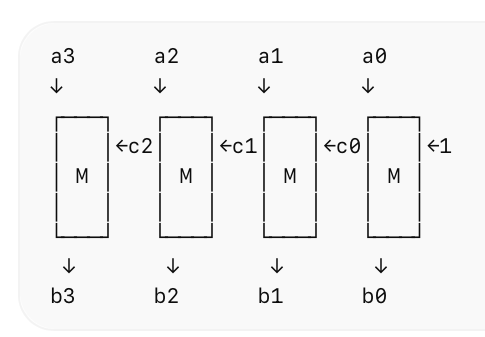 a3 a2 a1 a0
↓ ↓ ↓ ↓
←c2 ←c1 ←c0 ←1
M M M M
↓ ↓ ↓ ↓
b3 b2 b1 b0